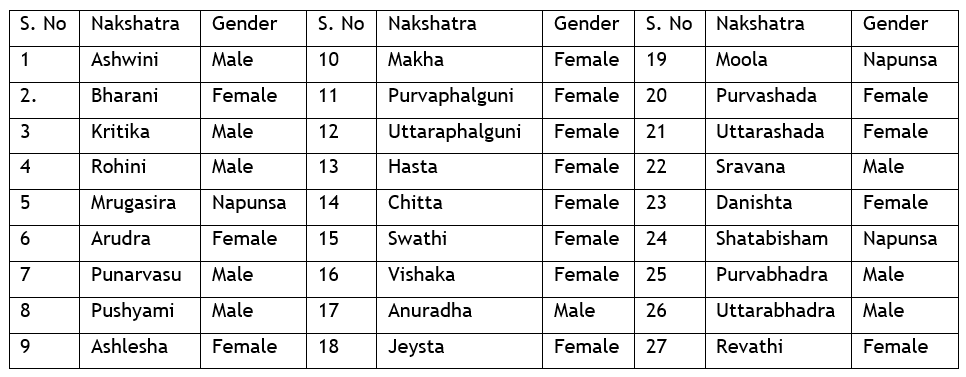 S. No Nakshatra Gender S. No Nakshatra Gender S. No Nakshatra Gender
1 Ashwini Male 10 Makha Female 19 Moola Napunsa
2. Bharani Female 11 Purvaphalguni Female 20 Purvashada Female
3 Kritika Male 12 Uttaraphalguni Female 21 Uttarashada Female
4 Rohini Male 13 Hasta Female 22 Sravana Male
5 Mrugasira Napunsa 14 Chitta Female 23 Danishta Female
6 Arudra Female 15 Swathi Female 24 Shatabisham Napunsa
7 Punarvasu Male 16 Vishaka Female 25 Purvabhadra Male
8 Pushyami Male 17 Anuradha Male 26 Uttarabhadra Male
9 Ashlesha Female 18 Jeysta Female 27 Revathi Female